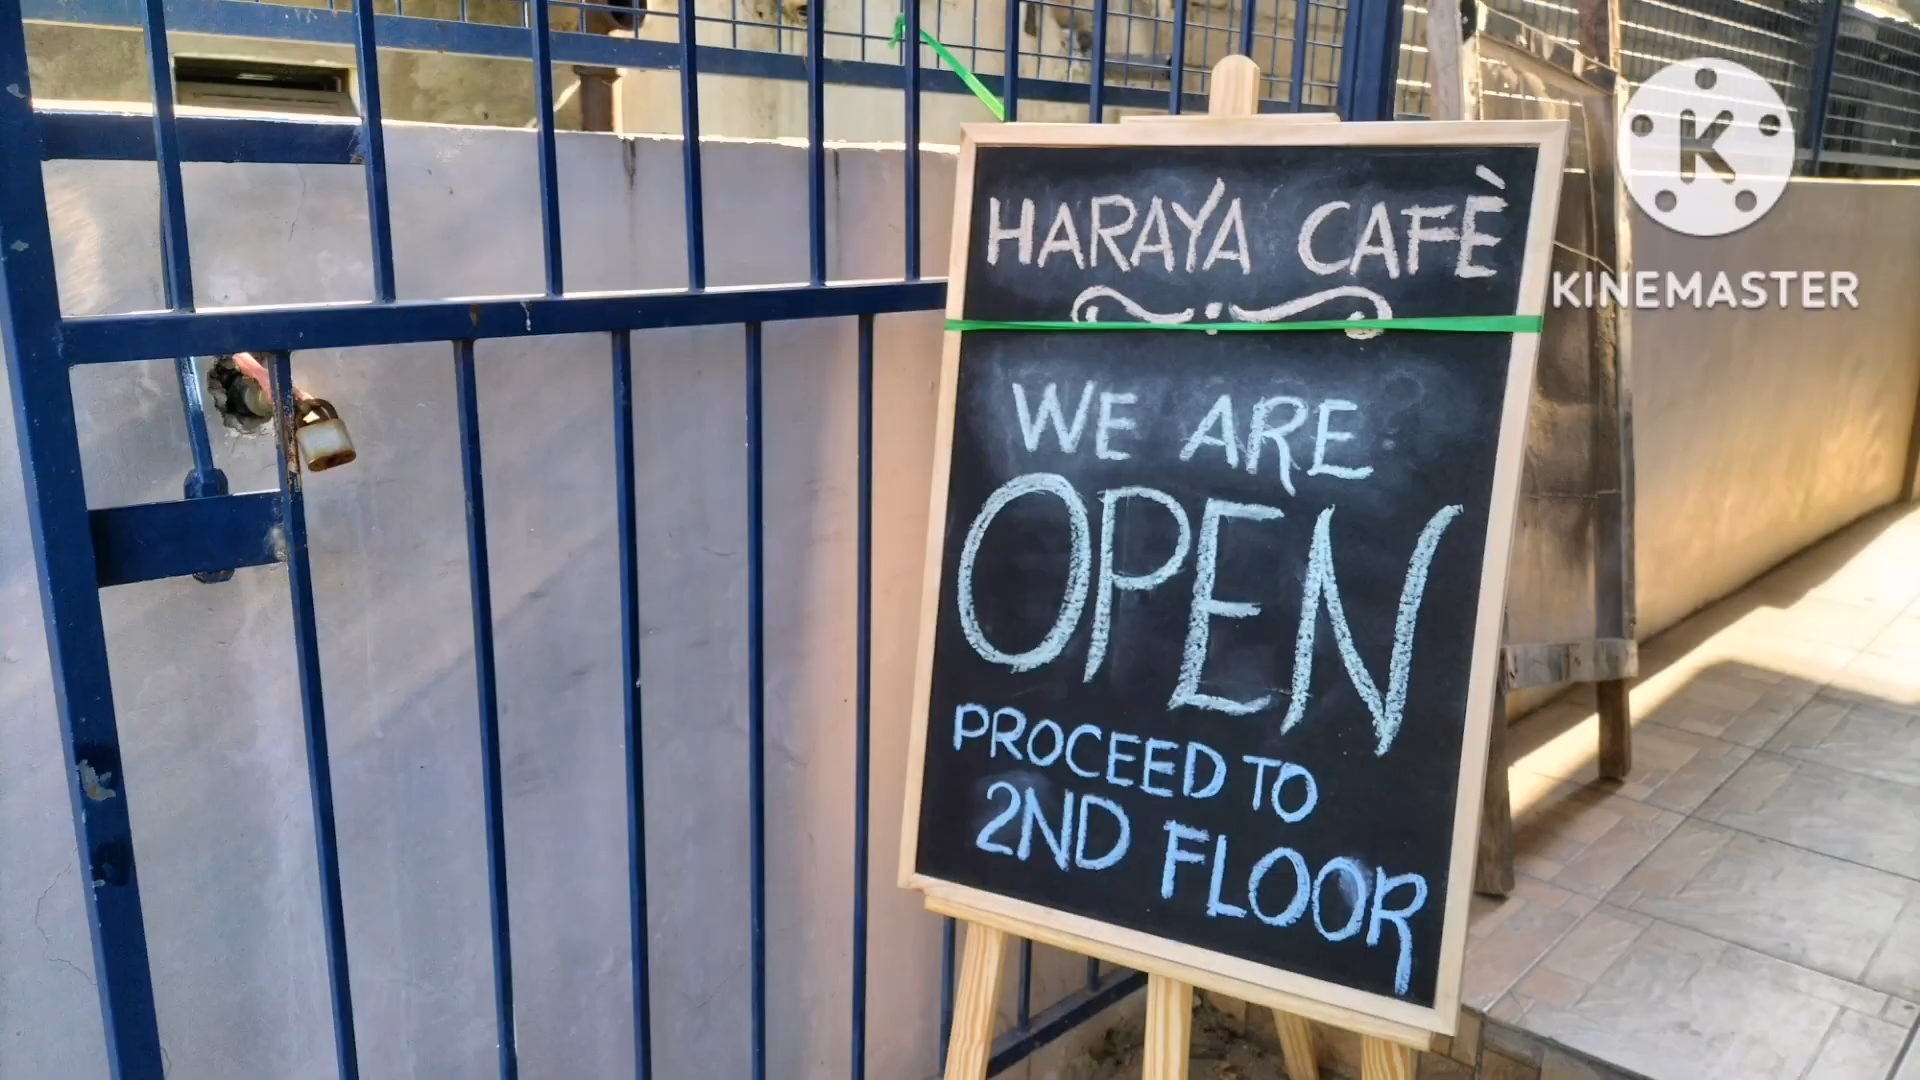 HARAYA CAFÈ
WE ARE
OPEN
PROCEED TO
2ND FLOOR
K
KINEMASTER